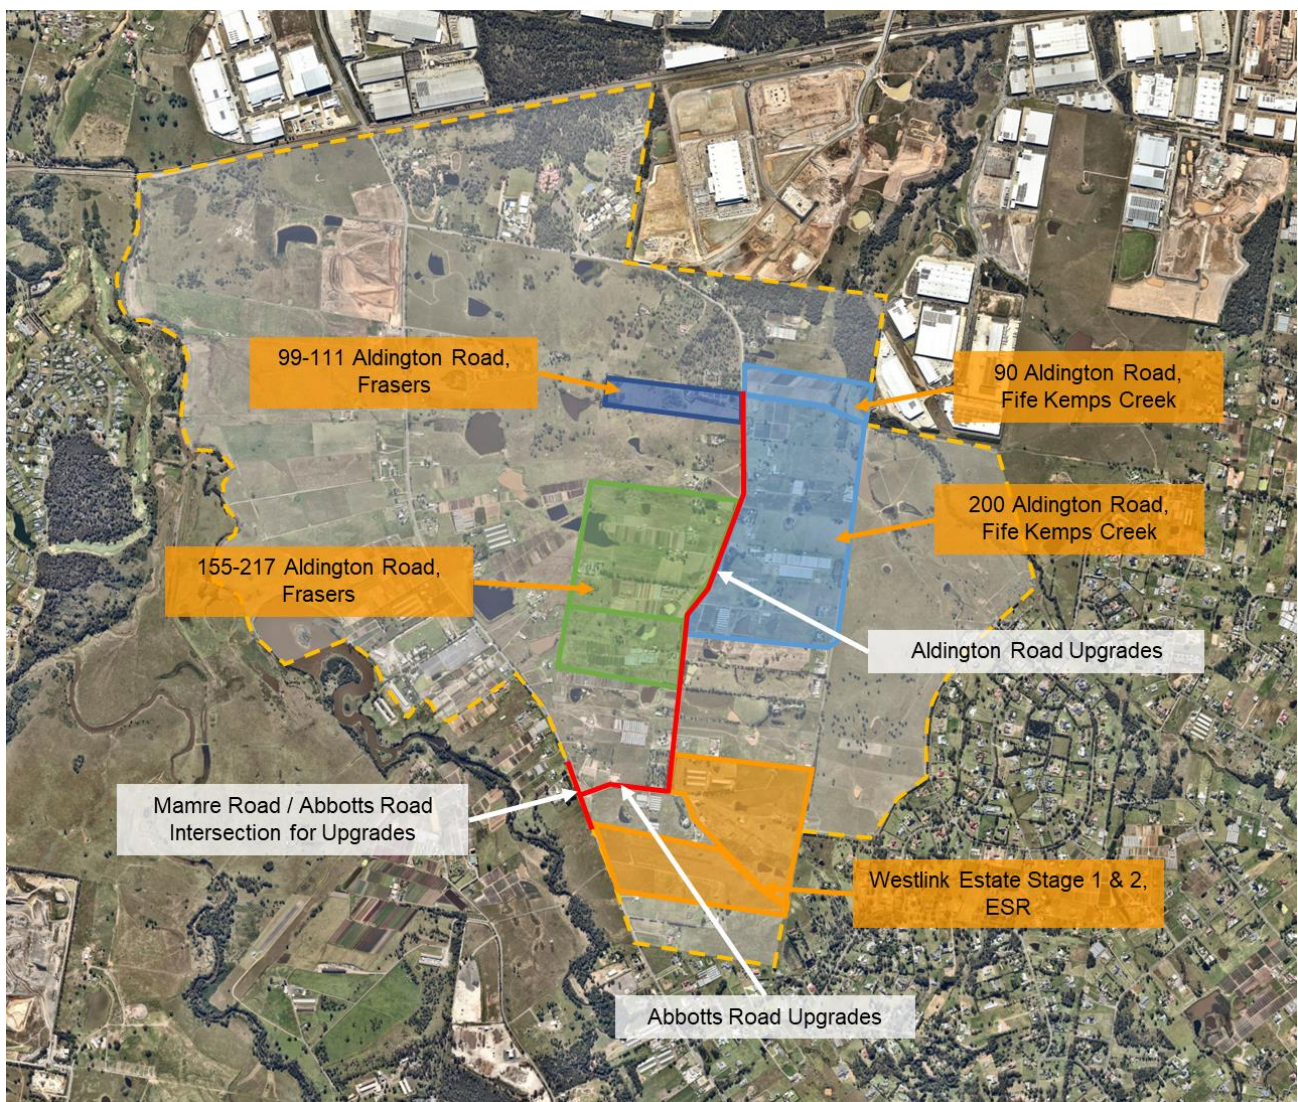 99-111 Aldington Road,
Frasers
90 Aldington Road,
Fife Kemps Creek
200 Aldington Road,
Fife Kemps Creek
155-217 Aldington Road,
Frasers
Aldington Road Upgrades
Mamre Road / Abbotts Road
Intersection for Upgrades
Westlink Estate Stage 1 & 2,
ESR
Abbotts Road Upgrades